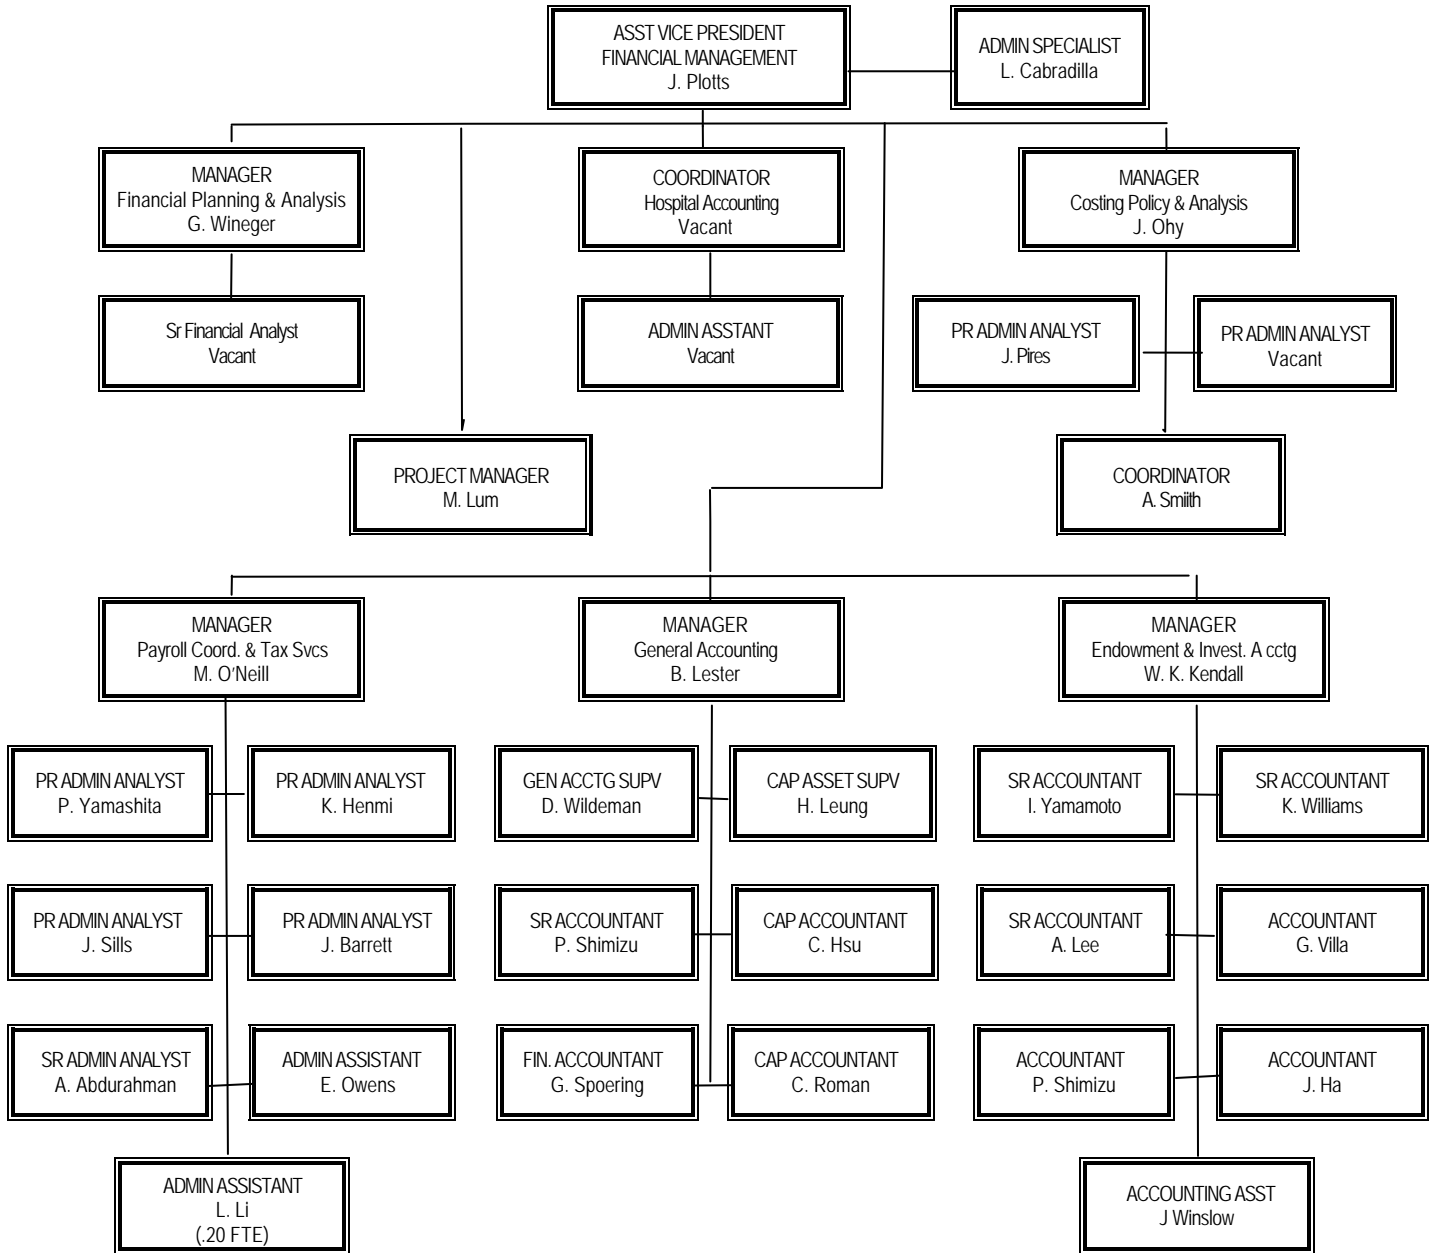 ASST VICE PRESIDENT
FINANCIAL MANAGEMENT
J. Plotts
ADMIN SPECIALIST
L. Cabradilla
MANAGER
Financial Planning & Analysis
G. Wineger
COORDINATOR
Hospital Accounting
Vacant
MANAGER
Costing Policy & Analysis
J. Ohy
Sr Financial Analyst
Vacant
ADMIN ASSTANT
Vacant
PR ADMIN ANALYST
J. Pires
PR ADMIN ANALYST
Vacant
PROJECT MANAGER
M. Lum
COORDINATOR
A. Smiith
MANAGER
Payroll Coord. & Tax Svcs
M. O'Neill
MANAGER
General Accounting
B. Lester
MANAGER
Endowment & Invest. A cctg
W. K. Kendall
PR ADMIN ANALYST
P. Yamashita
PR ADMIN ANALYST
K. Henmi
GEN ACCTG SUPV
D. Wildeman
CAP ASSET SUPV
H. Leung
SR ACCOUNTANT
I. Yamamoto
SR ACCOUNTANT
K. Williams
PR ADMIN ANALYST
J. Sills
PR ADMIN ANALYST
J. Barrett
SR ACCOUNTANT
P. Shimizu
CAP ACCOUNTANT
C. Hsu
SR ACCOUNTANT
A. Lee
ACCOUNTANT
G. Villa
SR ADMIN ANALYST
A. Abdurahman
ADMIN ASSISTANT
E. Owens
FIN. ACCOUNTANT
G. Spoering
CAP ACCOUNTANT
C. Roman
ACCOUNTANT
P. Shimizu
ACCOUNTANT
J. Ha
ADMIN ASSISTANT
L. Li
(.20 FTE)
ACCOUNTING ASST
J Winslow